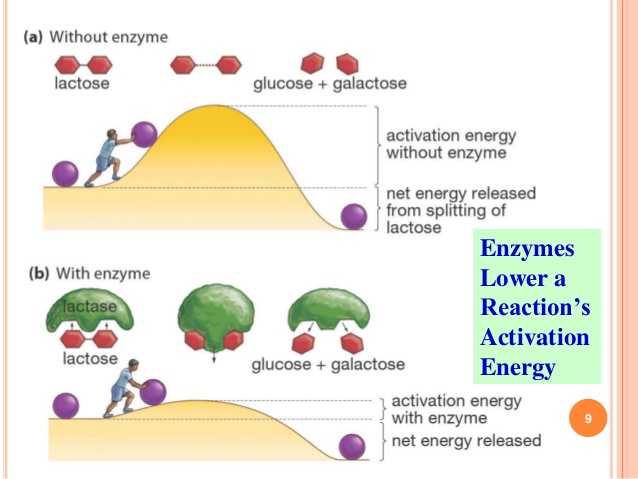 (a) Without enzyme
lactose
glucose + galactose
activation energy
without enzyme
net energy released
from splitting of
lactose
Enzymes
Lower a
Reaction's
Activation
Energy
(b) With enzyme
lactase
lactose
glucose + galactose
activation energy
with enzyme
net energy released
9